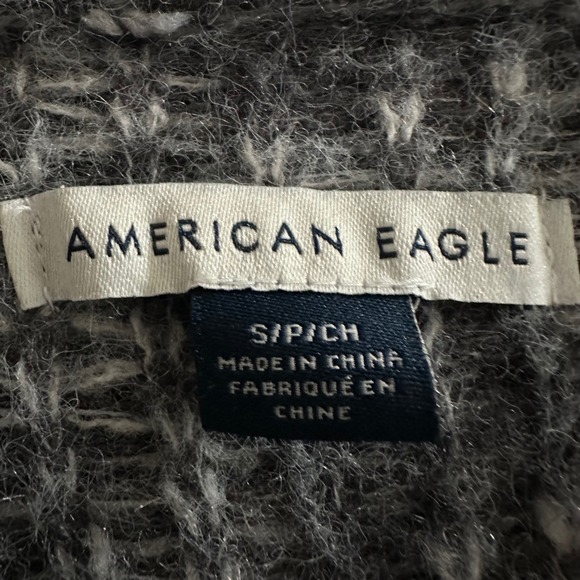 AMERICAN EAGLE
S/P/CH
MADE IN CHINA
FABRIQUÉ EN
CHINE